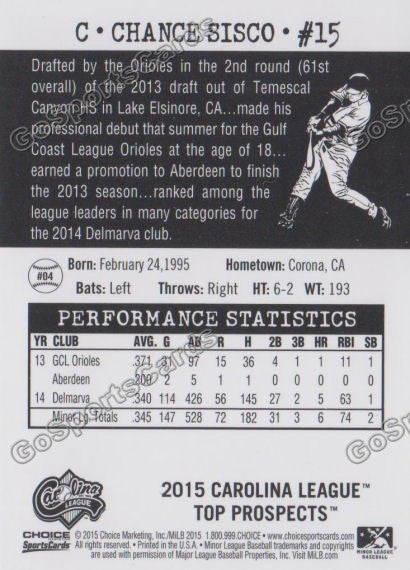 C • CHANCE SISCO • #15
Drafted by the Orioles in the 2nd round (61st
overall) of the 2013 draft out of Temescal
Canyon HS in Lake Elsinore, CA...made his
professional debut that summer for the Gulf
Coast League Orioles at the age of 18...
earned a promotion to Aberdeen to finish
the 2013 season...ranked among the
league leaders in many categories for
the 2014 Delmarva club.
#04
Born: February 24,1995 Hometown: Corona, CA
Bats: Left Throws: Right HT: 6-2 WT: 193
PERFORMANCE STATISTICS
YR CLUB AVG. G AB R H 2B 3B HR RBI SB
13 GCL Orioles .371 31 97 15 36 4 1 1 11 1
Aberdeen .200 2 5 1 1 0 0 0 0 0
14 Delmarva .340 114 426 56 145 27 2 5 63 1
Minor Lg. Totals .345 147 528 72 182 31 3 6 74 2
Carolina
LEAGUE
2015 CAROLINA LEAGUE™
TOP PROSPECTS™
CHOICE
SportsCards
MINOR LEAGUE BASEBALL
© 2015 Choice Marketing, Inc./MiLB 2015 1.800.999.CHOICE • www.choicesportscards.com
All rights reserved. • Printed in the U.S.A. • Minor League Baseball trademarks and copyrights are used
with permission of Major League Baseball Properties, Inc. Visit MiLB.com
GoSportsCards
GoSportsCards
GoSportsCards
GoSportsCards
GoSportsCards
GoSportsCards